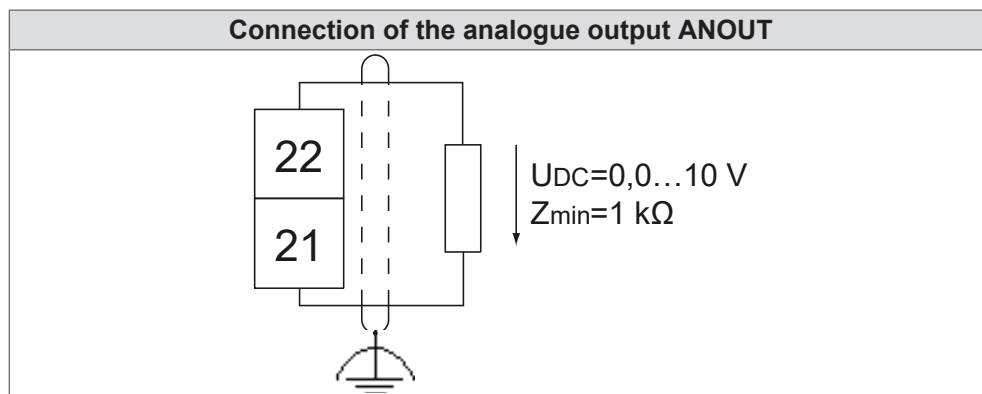 Connection of the analogue output ANOUT
22
21
UDC=0,0…10 V
Zmin=1 kΩ